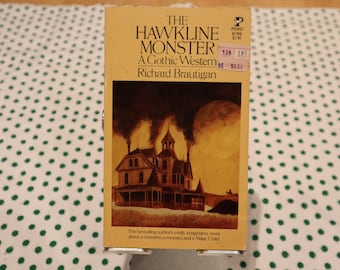 THE
HAWKLINE
MONSTER
A Gothic Western
Richard Brautigan
POCKET
The bestselling author's wildly imaginative novel
about a mansion, a monster, and a Magic Child!